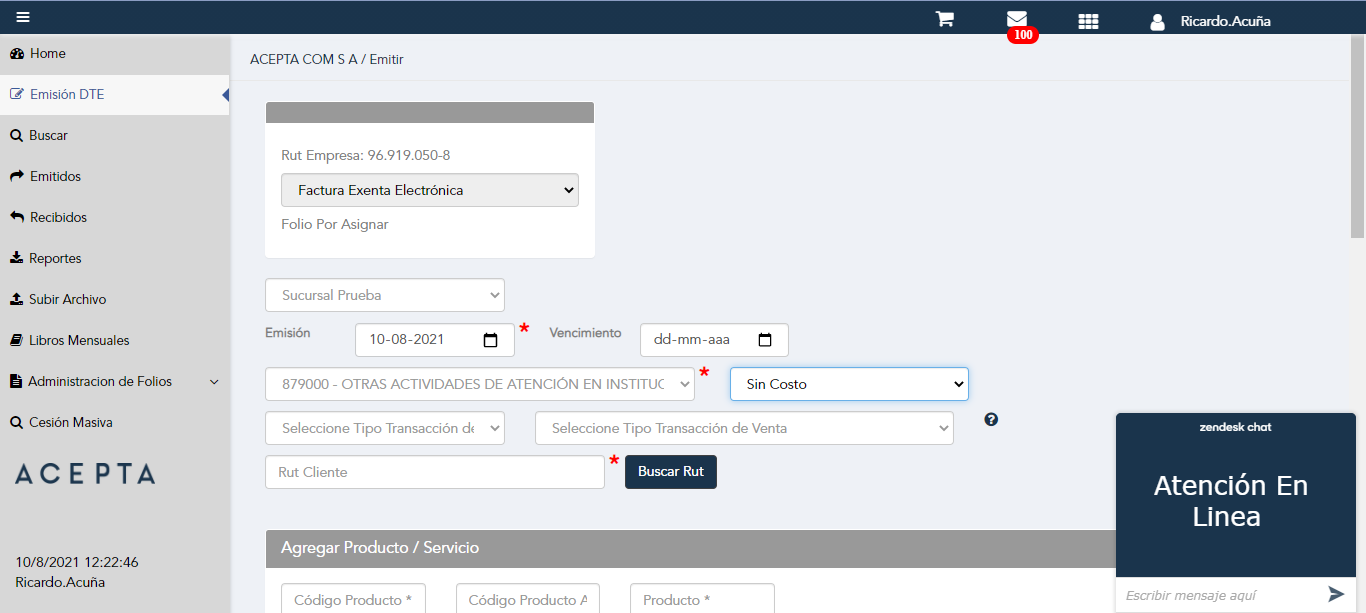 100
Ricardo.Acuña
Home
Emisión DTE
Buscar
Emitidos
Recibidos
Reportes
Subir Archivo
Libros Mensuales
Administracion de Folios
Cesión Masiva
ACEPTA
10/8/2021 12:22:46
Ricardo.Acuña
ACEPTA COM S A / Emitir
Rut Empresa: 96.919.050-8
Factura Exenta Electrónica
Folio Por Asignar
Sucursal Prueba
Emisión 10-08-2021 * Vencimiento dd-mm-aaa
879000 - OTRAS ACTIVIDADES DE ATENCIÓN EN INSTITUC * Sin Costo
Seleccione Tipo Transacción de Seleccione Tipo Transacción de Venta ?
Rut Cliente * Buscar Rut
Agregar Producto / Servicio
Código Producto * Código Producto A Producto *
zendesk chat
Atención En
Linea
Escribir mensaje aquí